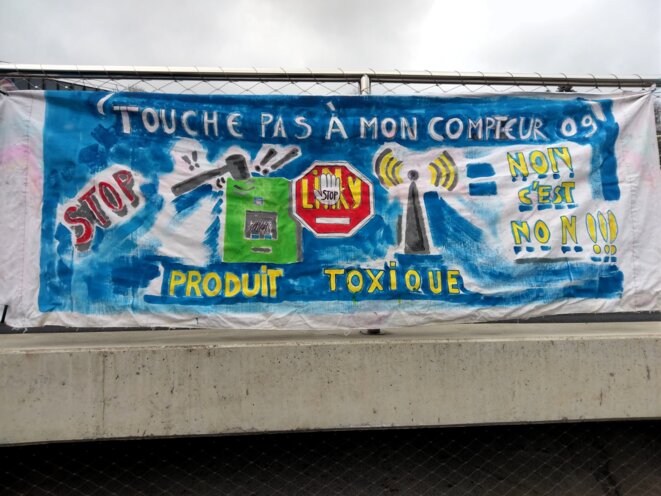 "TOUCHE PAS À MON COMPTEUR 09"
STOP
Linky
STOP
= NON
C'EST
NON!!!
PRODUIT TOXIQUE